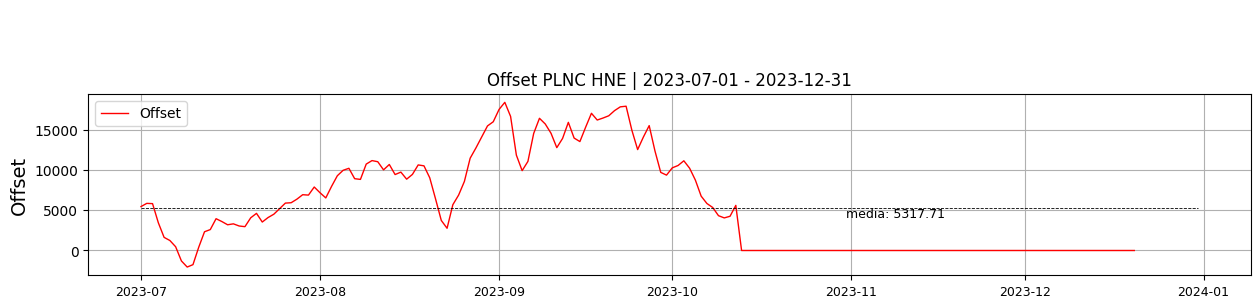 Offset PLNC HNE | 2023-07-01 - 2023-12-31
Offset
Offset
15000
10000
5000
0
media: 5317.71
2023-07 2023-08 2023-09 2023-10 2023-11 2023-12 2024-01